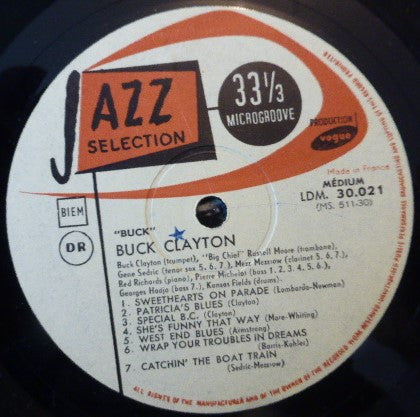 JAZZ
SELECTION
33 1/3
MICROGROOVE
PRODUCTION
vogue
Made in France
MÉDIUM
LDM. 30.021
(MS. 511-30)
BIEM
DR
"BUCK"
BUCK CLAYTON
Buck Clayton (trumpet), "Big Chief" Russell Moore (trombone),
Gene Sedric (tenor sax 5, 6, 7.), Mezz Mezzrow (clarinet 5, 6, 7.),
Red Richards (piano), Pierre Michelot (bass 1, 2, 3, 4, 5, 6.),
Georges Hadjo (bass 7.), Kansas Fields (drums).
1. SWEETHEARTS ON PARADE (Lombardo-Newman)
2. PATRICIA'S BLUES (Clayton)
3. SPECIAL B.C. (Clayton)
4. SHE'S FUNNY THAT WAY (More-Whiting)
5. WEST END BLUES (Armstrong)
6. WRAP YOUR TROUBLES IN DREAMS
(Barris-Kohler)
7 CATCHIN' THE BOAT TRAIN
(Sedric-Mezzrow)
ALL RIGHTS OF THE MANUFACTURER AND OF THE OWNER OF THE RECORDED WORK RESERVED